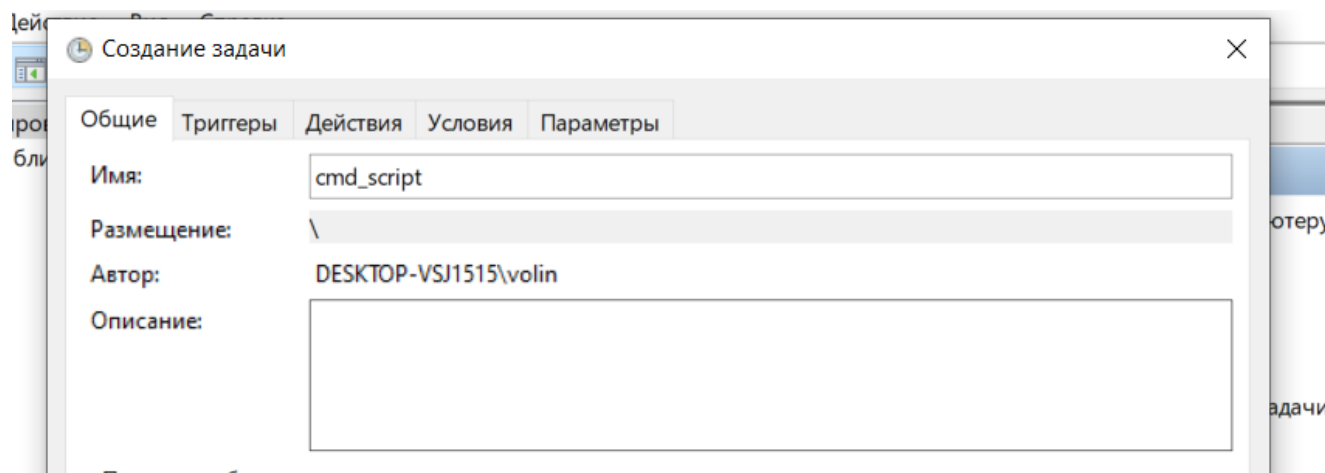 Создание задачи
Общие Триггеры Действия Условия Параметры
Имя: cmd_script
Размещение: \
Автор: DESKTOP-VSJ1515\volin
Описание: